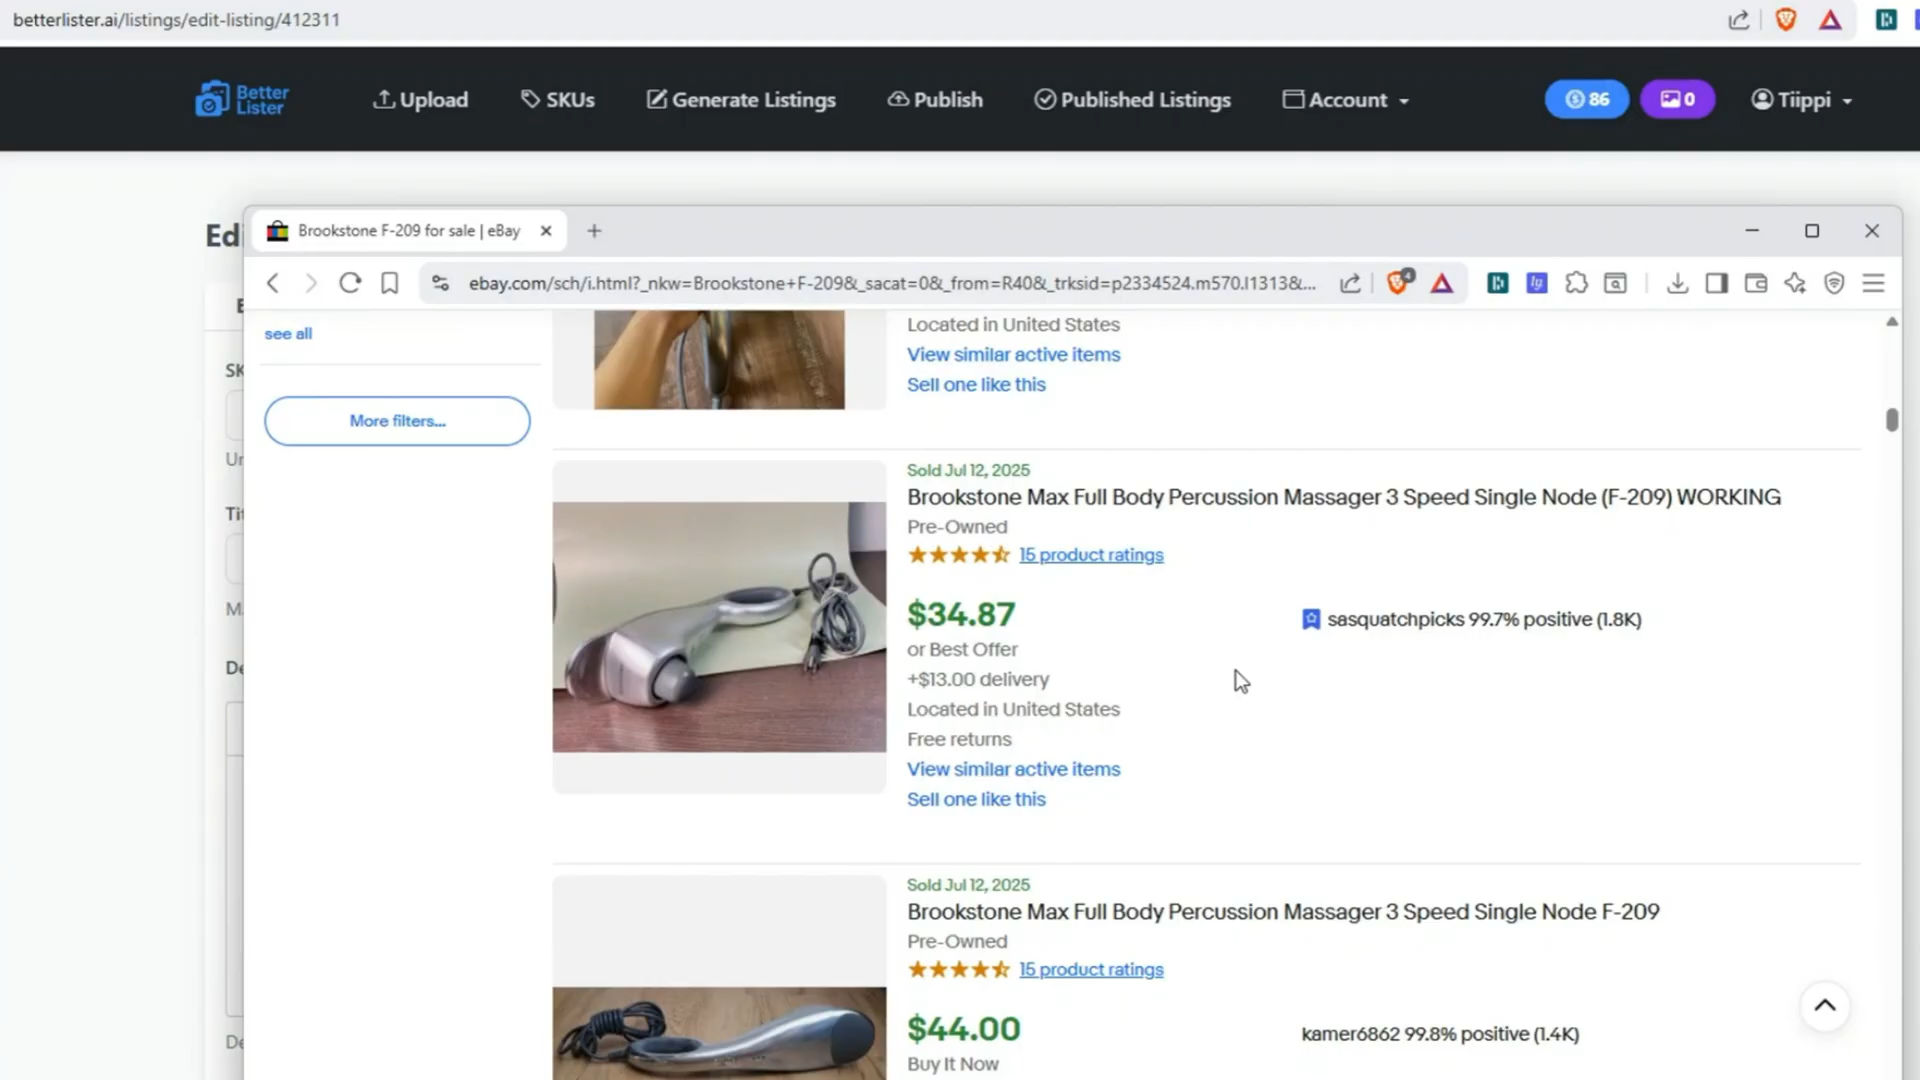 betterlister.ai/listings/edit-listing/412311
Better Lister
Upload
SKUs
Generate Listings
Publish
Published Listings
Account
86
0
Tiippi
Edi
Brookstone F-209 for sale | eBay
ebay.com/sch/i.html?_nkw=Brookstone+F-209&_sacat=0&_from=R40&_trksid=p2334524.m570.l1313&...
4
see all
More filters...
SK
Ur
Tit
M.
De
De
Located in United States
View similar active items
Sell one like this
Sold Jul 12, 2025
Brookstone Max Full Body Percussion Massager 3 Speed Single Node (F-209) WORKING
Pre-Owned
15 product ratings
$34.87
sasquatchpicks 99.7% positive (1.8K)
or Best Offer
+$13.00 delivery
Located in United States
Free returns
View similar active items
Sell one like this
Sold Jul 12, 2025
Brookstone Max Full Body Percussion Massager 3 Speed Single Node F-209
Pre-Owned
15 product ratings
$44.00
kamer6862 99.8% positive (1.4K)
Buy It Now